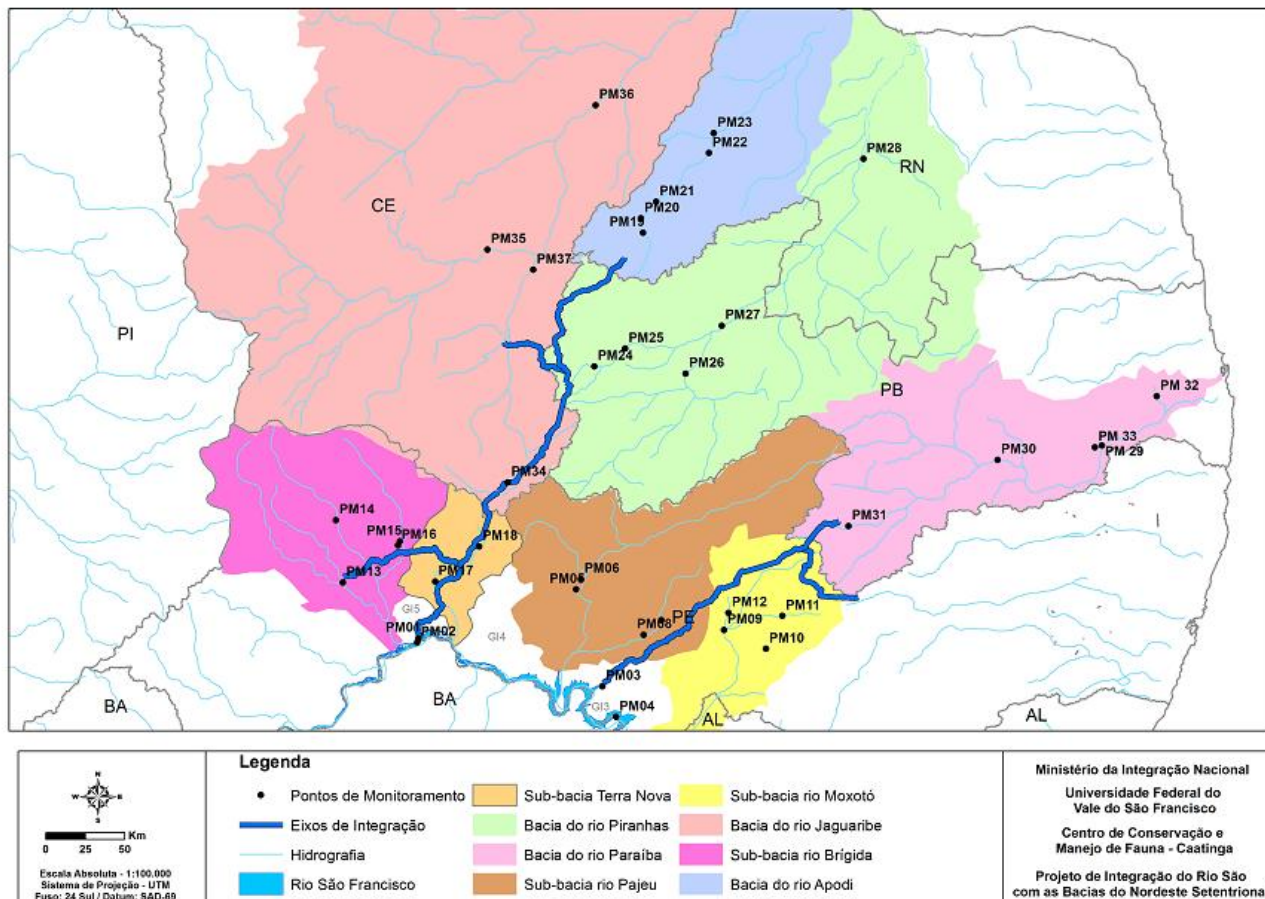 PM36
PM23
PM22
PM28
RN
CE
PM21
PM20
PM19
PM35
PM37
PI
PM27
PM25
PM24
PM26
PB
PM 32
PM 33
PM 29
PM30
PM34
PM14
PM31
PM15
PM16
PM18
PM13
PM17
PM06
PM05
GI5
PM12
PM11
PE
PM08
PM09
PM01
PM02
GI4
PM10
PM03
BA
BA
GI3
PM04
AL
AL
Legenda
Pontos de Monitoramento
Sub-bacia Terra Nova
Sub-bacia rio Moxotó
Eixos de Integração
Bacia do rio Piranhas
Bacia do rio Jaguaribe
Hidrografia
Bacia do rio Paraíba
Sub-bacia rio Brígida
Rio São Francisco
Sub-bacia rio Pajeu
Bacia do rio Apodi
N
W E
S
Km
0 25 50
Escala Absoluta - 1:100.000
Sistema de Projeção - UTM
Fuso: 24 Sul / Datum: SAD-69
Ministério da Integração Nacional
Universidade Federal do
Vale do São Francisco
Centro de Conservação e
Manejo de Fauna - Caatinga
Projeto de Integração do Rio São
com as Bacias do Nordeste Setentriona